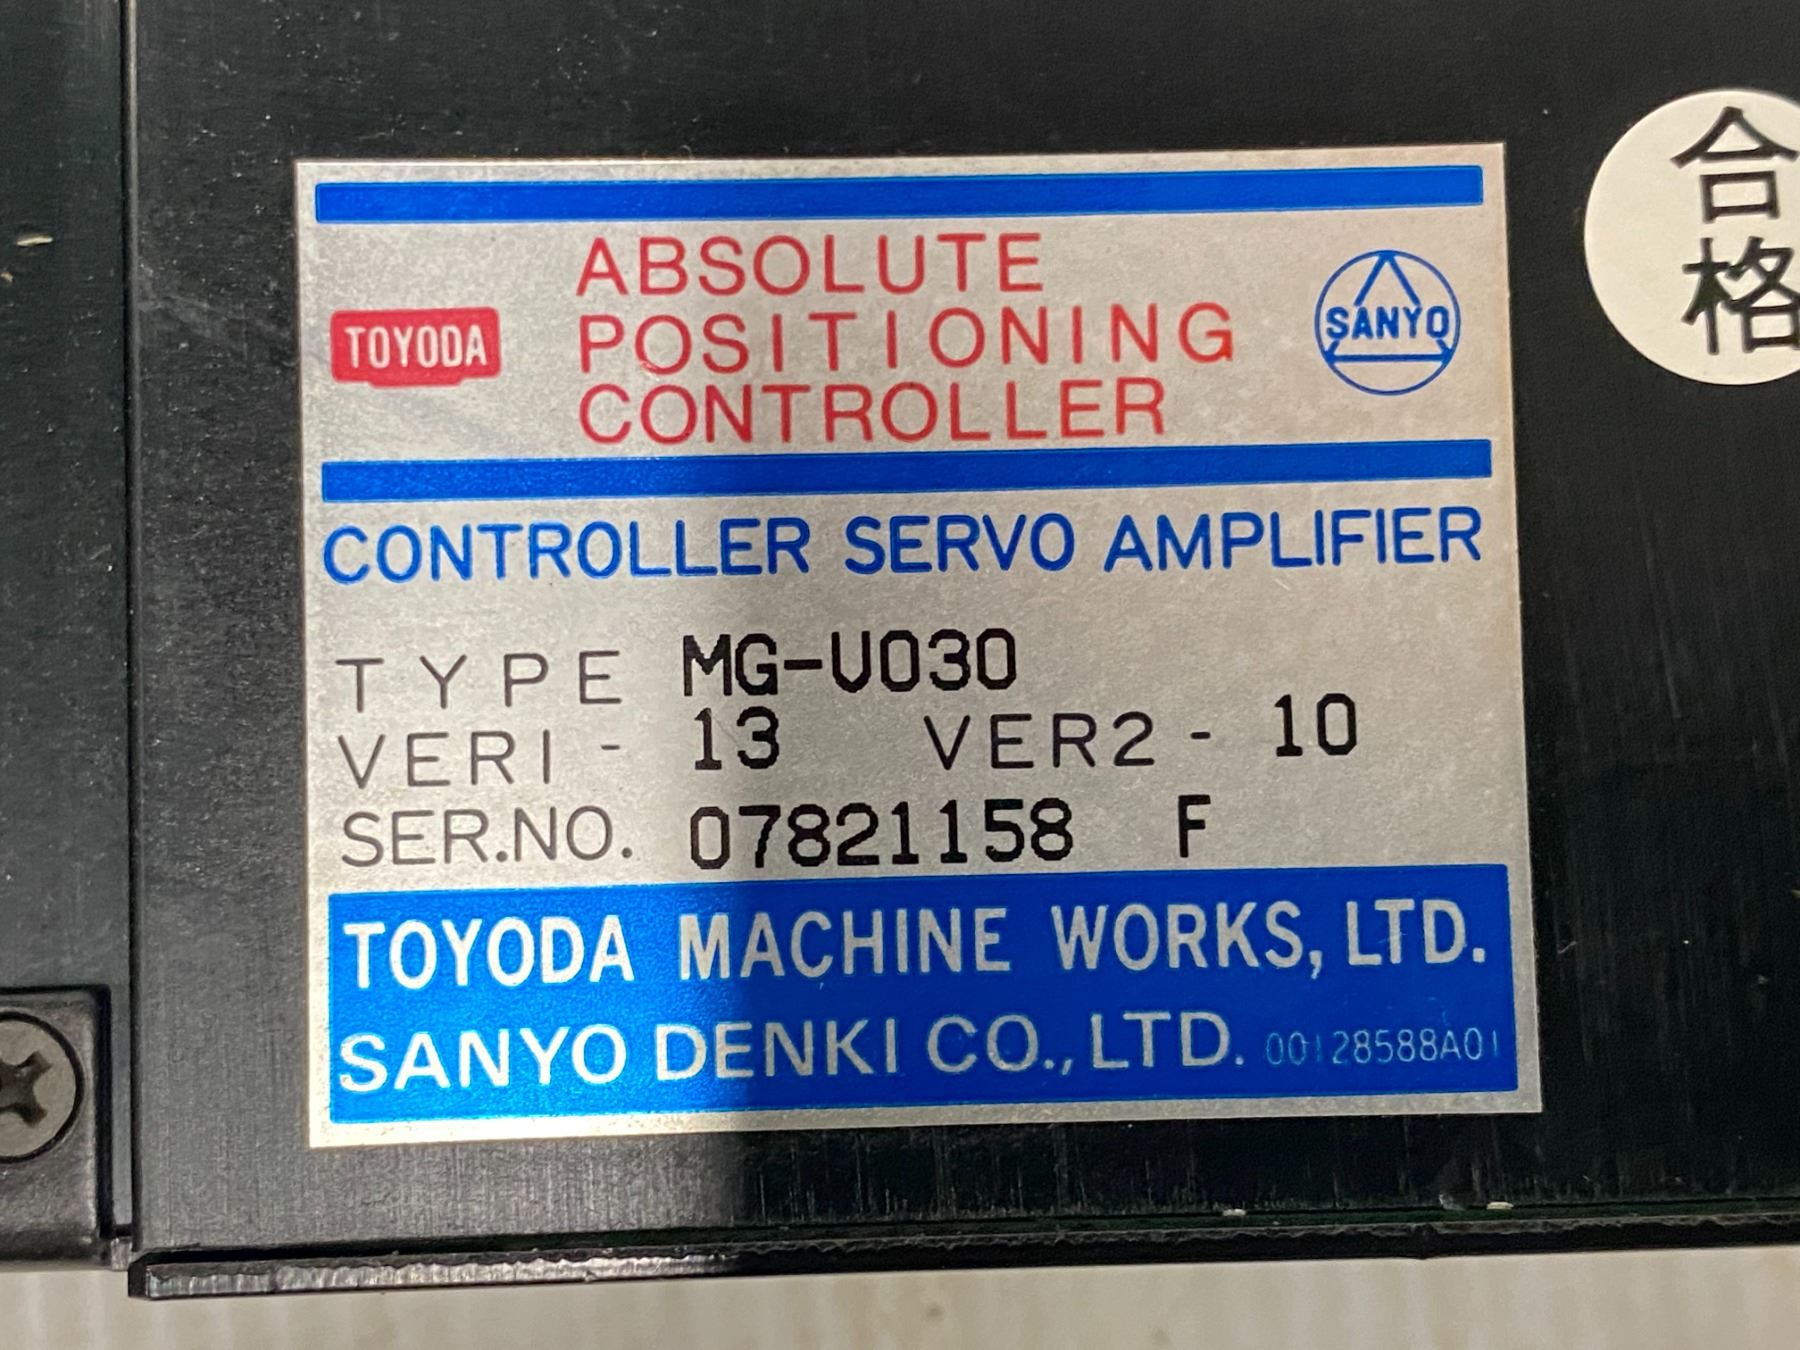 ABSOLUTE
TOYODA POSITIONING SANYO
CONTROLLER
CONTROLLER SERVO AMPLIFIER
TYPE MG-V030
VER1 - 13 VER2 - 10
SER.NO. 07821158 F
TOYODA MACHINE WORKS, LTD.
SANYO DENKI CO., LTD. 00128588A01
合格